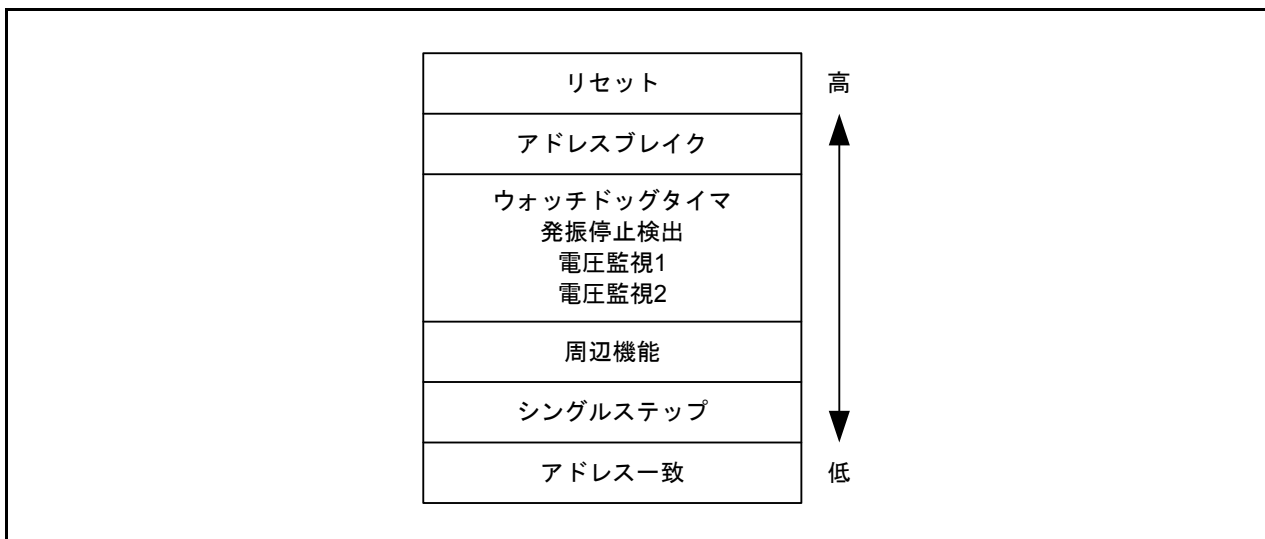 リセット
高
アドレスブレイク
ウォッチドッグタイマ
発振停止検出
電圧監視1
電圧監視2
周辺機能
シングルステップ
アドレス一致
低